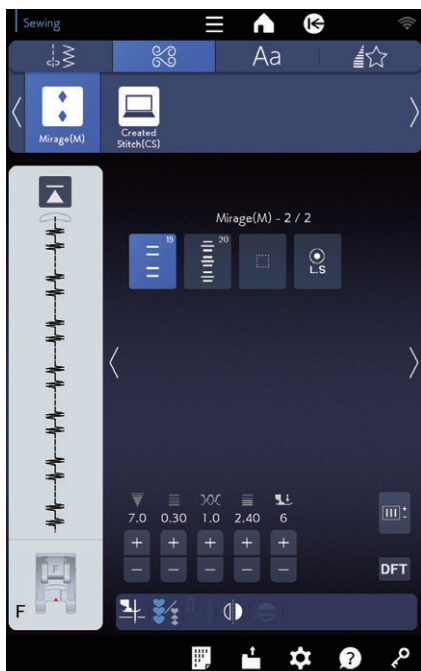 Sewing
Aa
Mirage(M)
Created
Stitch(CS)
Mirage(M) - 2 / 2
19
20
L.S
7.0 0.30 1.0 2.40 6
+ + + + +
− − − − −
DFT
F
F
?